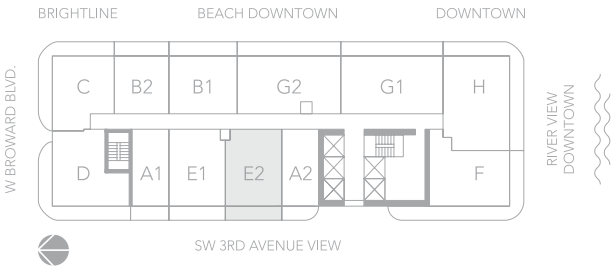 BRIGHTLINE BEACH DOWNTOWN DOWNTOWN
W BROWARD BLVD.
C B2 B1 G2 G1 H
D A1 E1 E2 A2 F
RIVER VIEW
DOWNTOWN
SW 3RD AVENUE VIEW